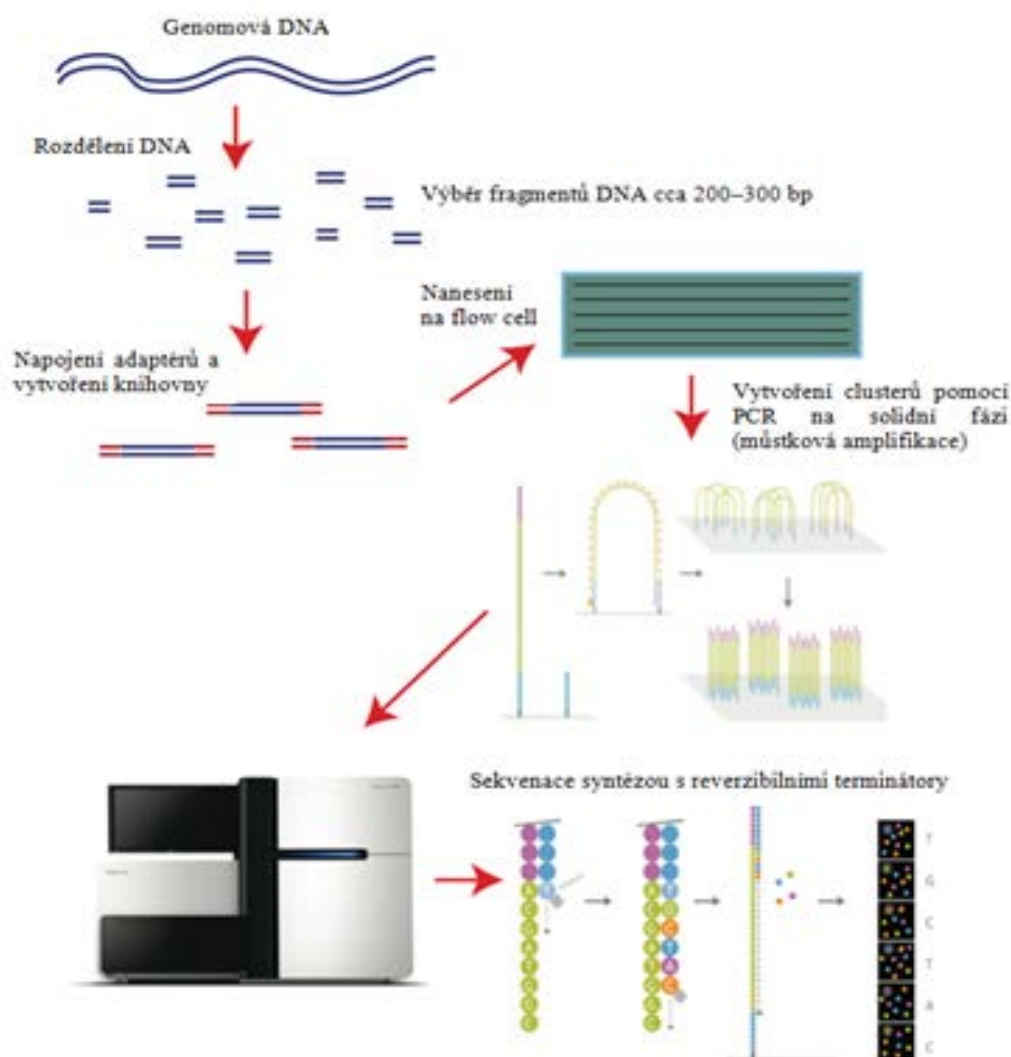 Genomová DNA
Rozdělení DNA
Výběr fragmentů DNA cca 200–300 bp
Nanesení
na flow cell
Napojení adaptérů a
vytvoření knihovny
Vytvoření clusterů pomocí
PCR na solidní fázi
(můstková amplifikace)
Sekvenace syntézou s reverzibilními terminátory
T
G
C
T
A
C